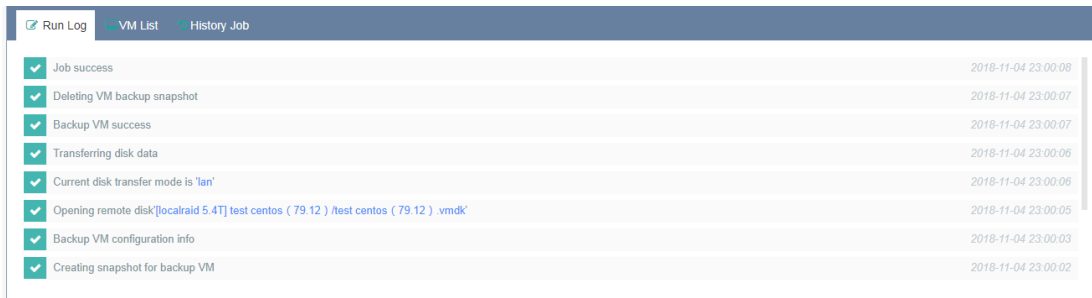 Run Log VM List History Job
Job success 2018-11-04 23:00:08
Deleting VM backup snapshot 2018-11-04 23:00:07
Backup VM success 2018-11-04 23:00:07
Transferring disk data 2018-11-04 23:00:06
Current disk transfer mode is 'lan' 2018-11-04 23:00:06
Opening remote disk'[localraid 5.4T] test centos（79.12）/test centos（79.12）.vmdk' 2018-11-04 23:00:05
Backup VM configuration info 2018-11-04 23:00:03
Creating snapshot for backup VM 2018-11-04 23:00:02